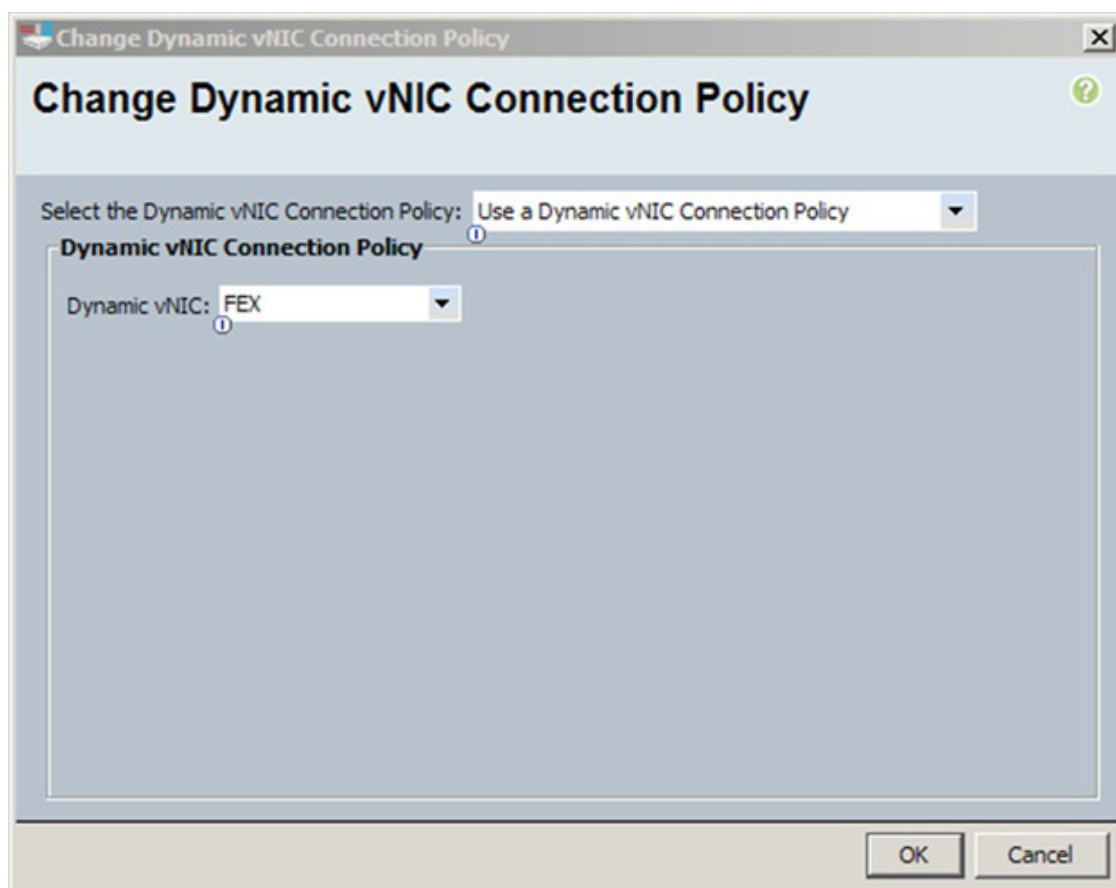 Change Dynamic vNIC Connection Policy
Change Dynamic vNIC Connection Policy
Select the Dynamic vNIC Connection Policy: Use a Dynamic vNIC Connection Policy
Dynamic vNIC Connection Policy
Dynamic vNIC: FEX
OK Cancel